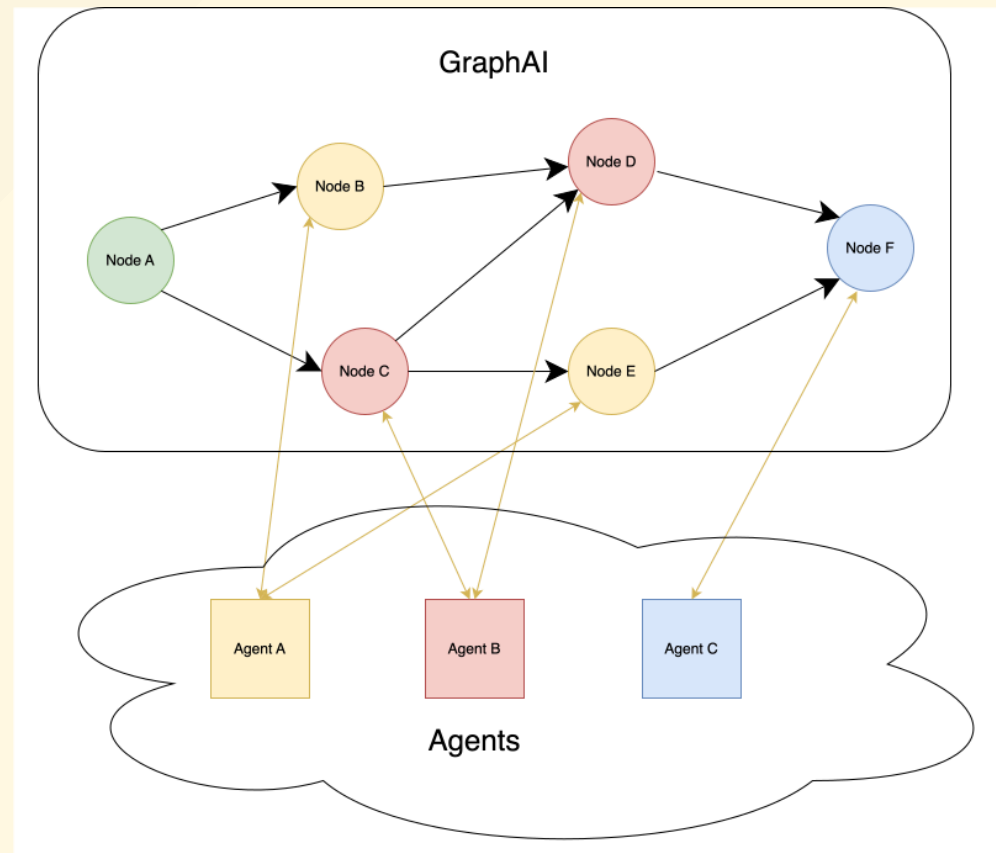 GraphAI
Node D
Node B
Node F
Node A
Node C
Node E
Agent A
Agent B
Agent C
Agents